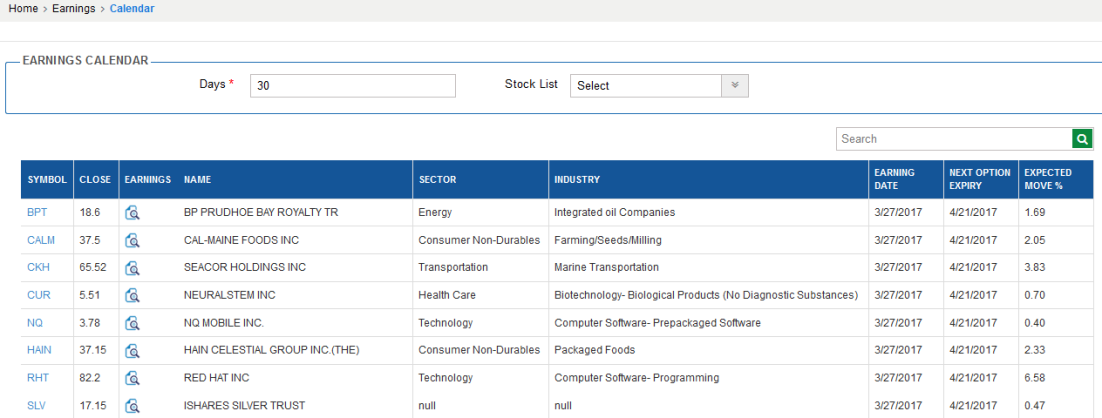 Home > Earnings > Calendar
EARNINGS CALENDAR
Days * 30 Stock List Select
Search
SYMBOL CLOSE EARNINGS NAME SECTOR INDUSTRY EARNING DATE NEXT OPTION EXPIRY EXPECTED MOVE %
BPT 18.6 BP PRUDHOE BAY ROYALTY TR Energy Integrated oil Companies 3/27/2017 4/21/2017 1.69
CALM 37.5 CAL-MAINE FOODS INC Consumer Non-Durables Farming/Seeds/Milling 3/27/2017 4/21/2017 2.05
CKH 65.52 SEACOR HOLDINGS INC Transportation Marine Transportation 3/27/2017 4/21/2017 3.83
CUR 5.51 NEURALSTEM INC Health Care Biotechnology- Biological Products (No Diagnostic Substances) 3/27/2017 4/21/2017 0.70
NQ 3.78 NQ MOBILE INC. Technology Computer Software- Prepackaged Software 3/27/2017 4/21/2017 0.40
HAIN 37.15 HAIN CELESTIAL GROUP INC.(THE) Consumer Non-Durables Packaged Foods 3/27/2017 4/21/2017 2.33
RHT 82.2 RED HAT INC Technology Computer Software- Programming 3/27/2017 4/21/2017 6.58
SLV 17.15 ISHARES SILVER TRUST null null 3/27/2017 4/21/2017 0.47